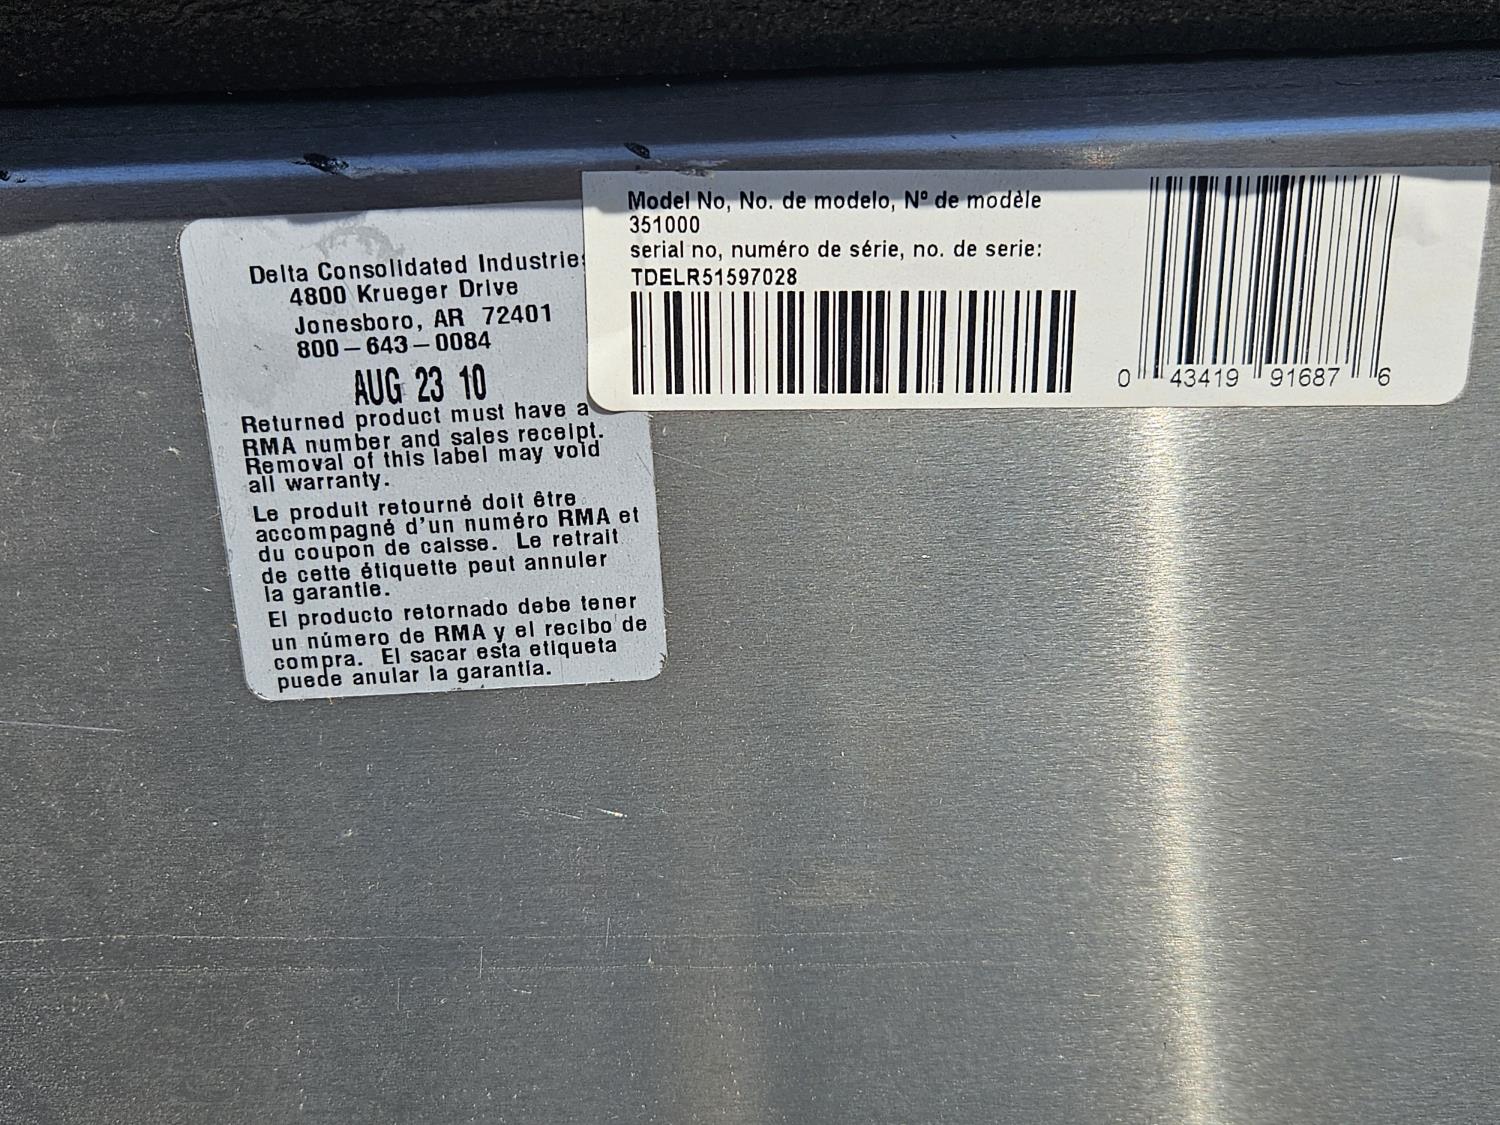 Delta Consolidated Industries
4800 Krueger Drive
Jonesboro, AR 72401
800-643-0084
AUG 23 10
Returned product must have a
RMA number and sales receipt.
Removal of this label may void
all warranty.
Le produit retourné doit être
accompagné d'un numéro RMA et
du coupon de caisse. Le retrait
de cette étiquette peut annuler
la garantie.
El producto retornado debe tener
un número de RMA y el recibo de
compra. El sacar esta etiqueta
puede anular la garantía.
Model No, No. de modelo, Nº de modèle
351000
serial no, numéro de série, no. de serie:
TDELR51597028
0 43419 91687 6